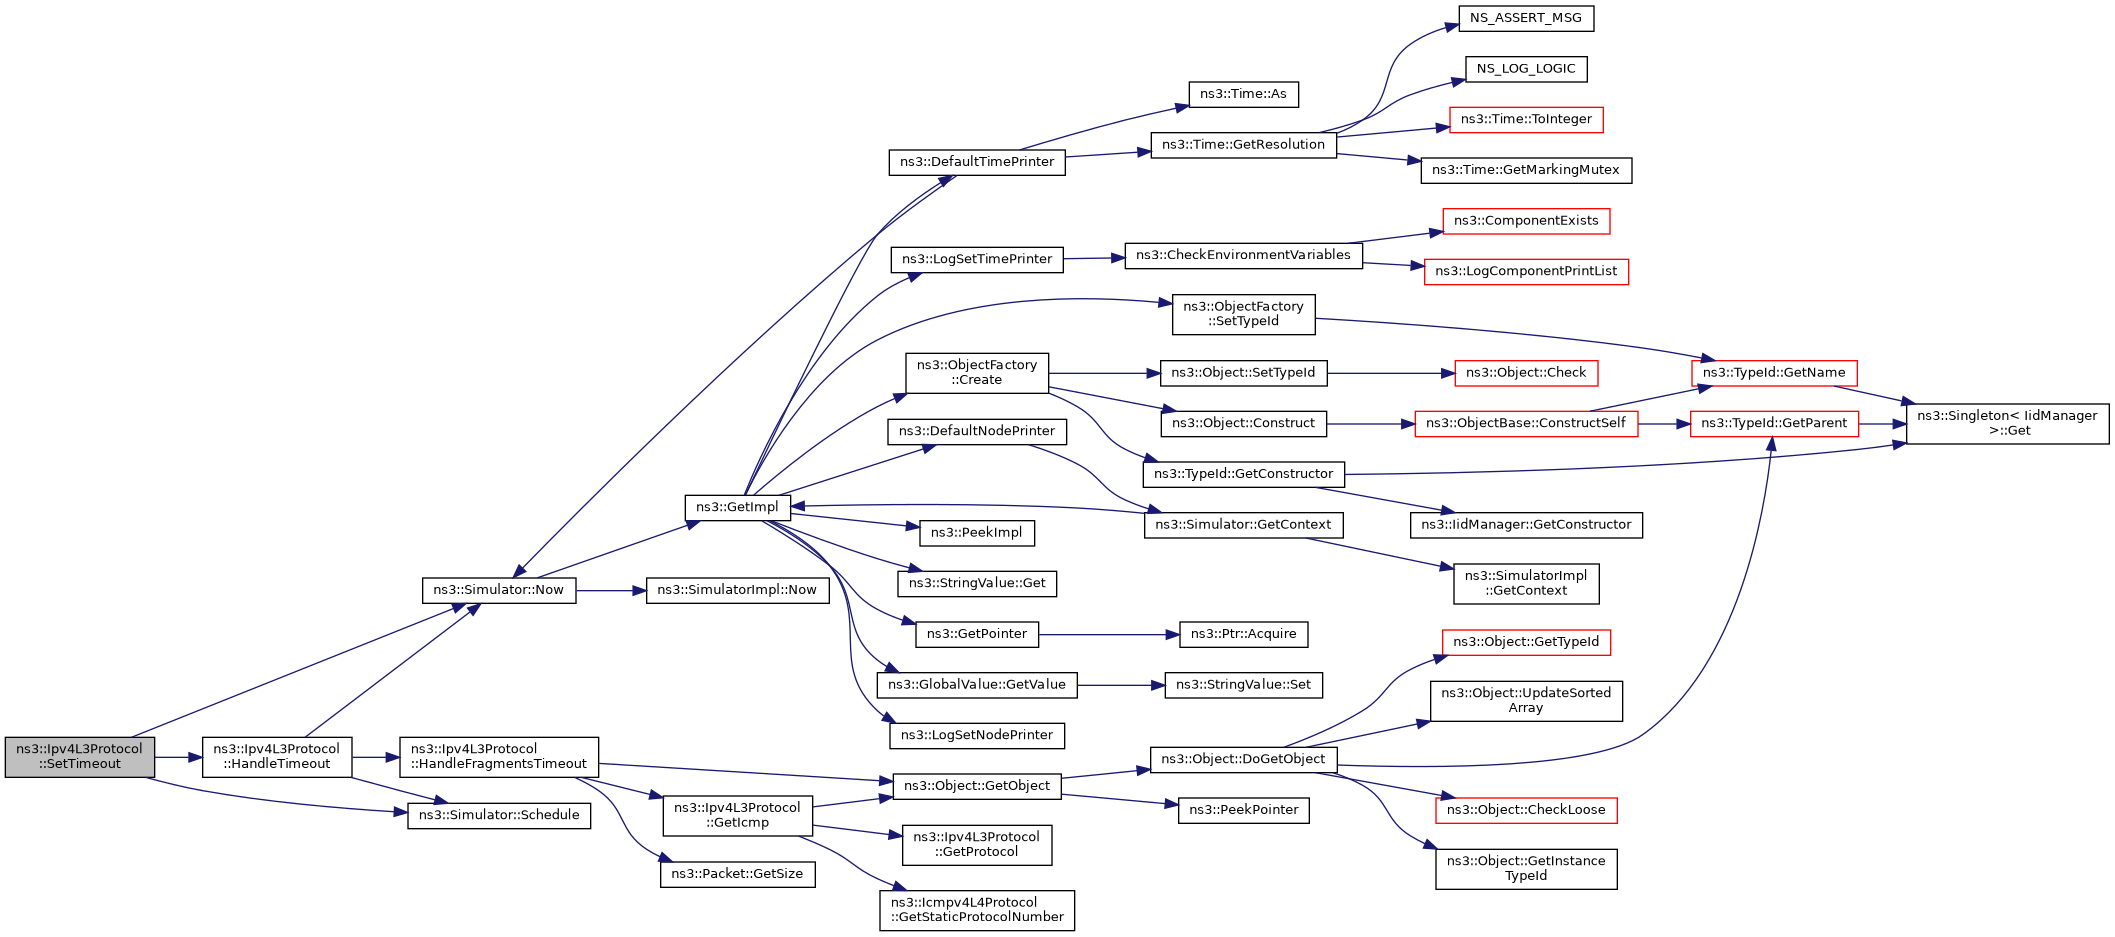 NS_ASSERT_MSG
NS_LOG_LOGIC
ns3::Time::As
ns3::Time::ToInteger
ns3::Time::GetResolution
ns3::DefaultTimePrinter
ns3::Time::GetMarkingMutex
ns3::ComponentExists
ns3::LogSetTimePrinter
ns3::CheckEnvironmentVariables
ns3::LogComponentPrintList
ns3::ObjectFactory
::SetTypeId
ns3::ObjectFactory
::Create
ns3::Object::SetTypeId
ns3::Object::Check
ns3::TypeId::GetName
ns3::DefaultNodePrinter
ns3::Object::Construct
ns3::ObjectBase::ConstructSelf
ns3::TypeId::GetParent
ns3::Singleton< IidManager
>::Get
ns3::TypeId::GetConstructor
ns3::GetImpl
ns3::PeekImpl
ns3::Simulator::GetContext
ns3::IidManager::GetConstructor
ns3::StringValue::Get
ns3::SimulatorImpl
::GetContext
ns3::Simulator::Now
ns3::SimulatorImpl::Now
ns3::GetPointer
ns3::Ptr::Acquire
ns3::Object::GetTypeId
ns3::GlobalValue::GetValue
ns3::StringValue::Set
ns3::Object::UpdateSorted
Array
ns3::LogSetNodePrinter
ns3::Ipv4L3Protocol
::SetTimeout
ns3::Ipv4L3Protocol
::HandleTimeout
ns3::Ipv4L3Protocol
::HandleFragmentsTimeout
ns3::Object::DoGetObject
ns3::Object::GetObject
ns3::PeekPointer
ns3::Object::CheckLoose
ns3::Simulator::Schedule
ns3::Ipv4L3Protocol
::GetIcmp
ns3::Ipv4L3Protocol
::GetProtocol
ns3::Object::GetInstance
TypeId
ns3::Packet::GetSize
ns3::Icmpv4L4Protocol
::GetStaticProtocolNumber